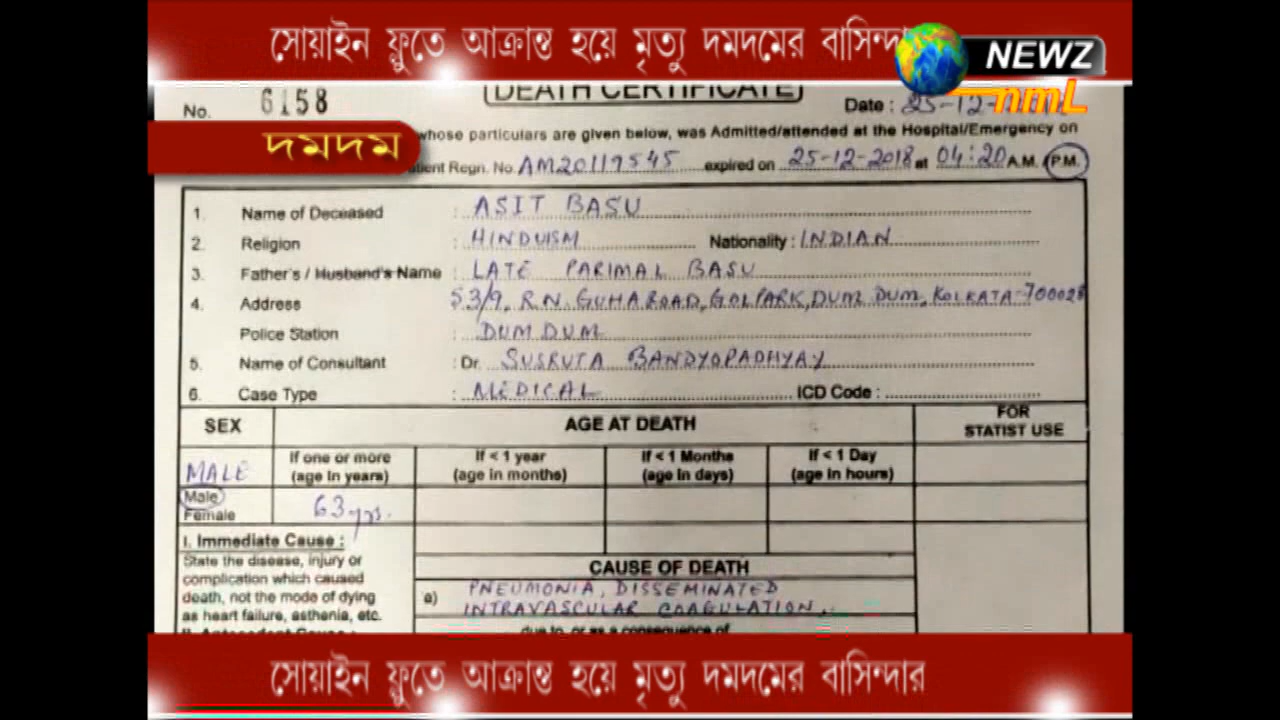 সোয়াইন ফ্লুতে আক্রান্ত হয়ে মৃত্যু দমদমের বাসিন্দার
NEWZ
nmL
No. 6158
DEATH CERTIFICATE
Date : 25-12-
দমদম
whose particulars are given below, was Admitted/attended at the Hospital/Emergency on
Patient Regn. No. AM20119545 expired on 25-12-2018 at 04:20 A.M. P.M.
1. Name of Deceased : ASIT BASU
2. Religion : HINDUISM Nationality : INDIAN
3. Father's / Husband's Name : LATE PARIMAL BASU
4. Address : 53/9, R.N. GUHA ROAD, GOLPARK, DUM DUM, KOLKATA-700028
Police Station : DUM DUM
5. Name of Consultant : Dr. SUSRUTA BANDYOPADHYAY
6. Case Type : MEDICAL ICD Code :
SEX AGE AT DEATH FOR STATIST USE
MALE If one or more (age in years) If < 1 year (age in months) If < 1 Months (age in days) If < 1 Day (age in hours)
Male
Female 63 yrs.
I. Immediate Cause :
State the disease, injury or
complication which caused
death, not the mode of dying
as heart failure, asthenia, etc.
II. Antecedent Cause :
CAUSE OF DEATH
a) PNEUMONIA, DISSEMINATED
INTRAVASCULAR COAGULATION,
due to, or as a consequence of
সোয়াইন ফ্লুতে আক্রান্ত হয়ে মৃত্যু দমদমের বাসিন্দার